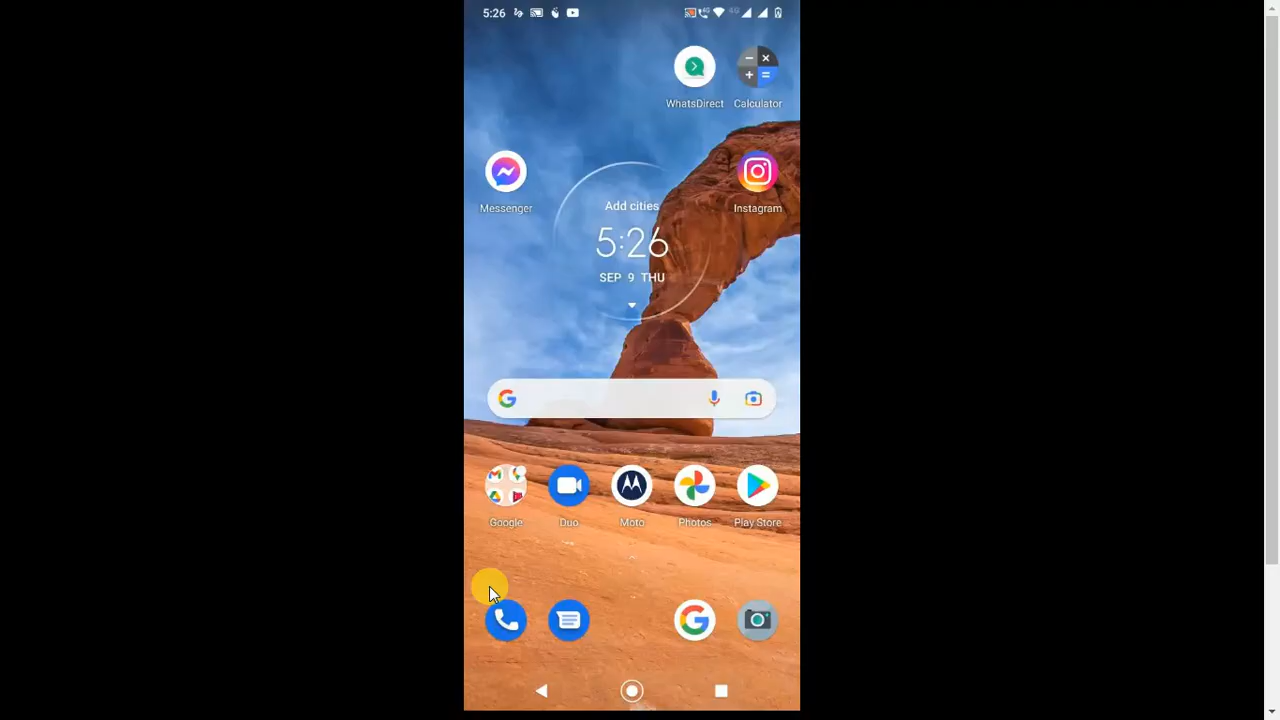 5:26
4G
WhatsDirect
Calculator
Messenger
Instagram
Add cities
5:26
SEP 9 THU
Google
Duo
Moto
Photos
Play Store